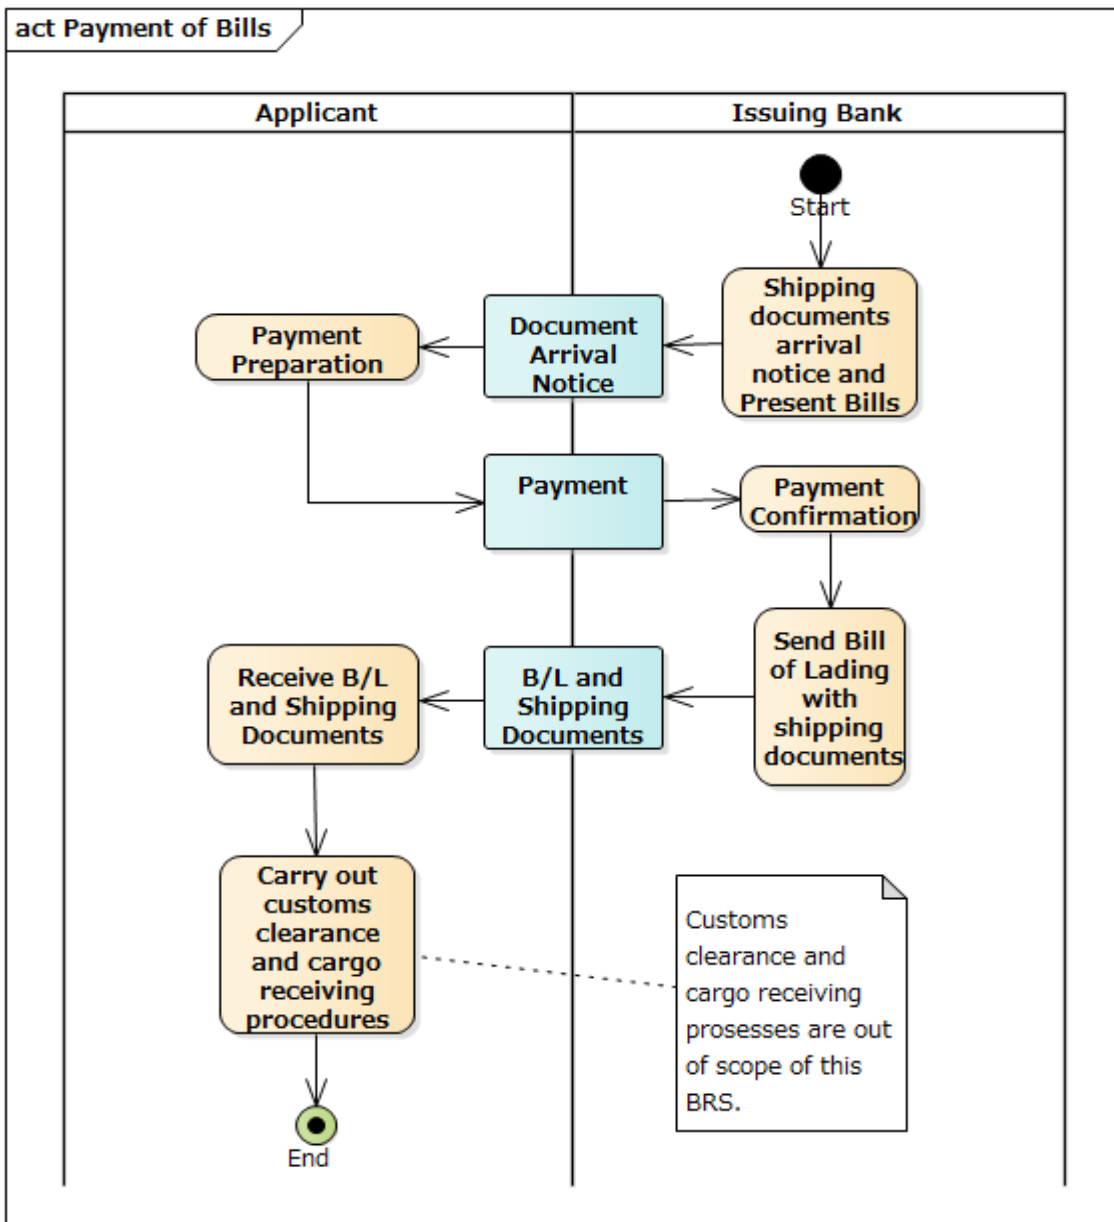 act Payment of Bills
Applicant
Issuing Bank
Start
Shipping
documents
arrival
notice and
Present Bills
Document
Arrival
Notice
Payment
Preparation
Payment
Payment
Confirmation
Send Bill
of Lading
with
shipping
documents
B/L and
Shipping
Documents
Receive B/L
and Shipping
Documents
Carry out
customs
clearance
and cargo
receiving
procedures
Customs
clearance and
cargo receiving
prosesses are out
of scope of this
BRS.
End